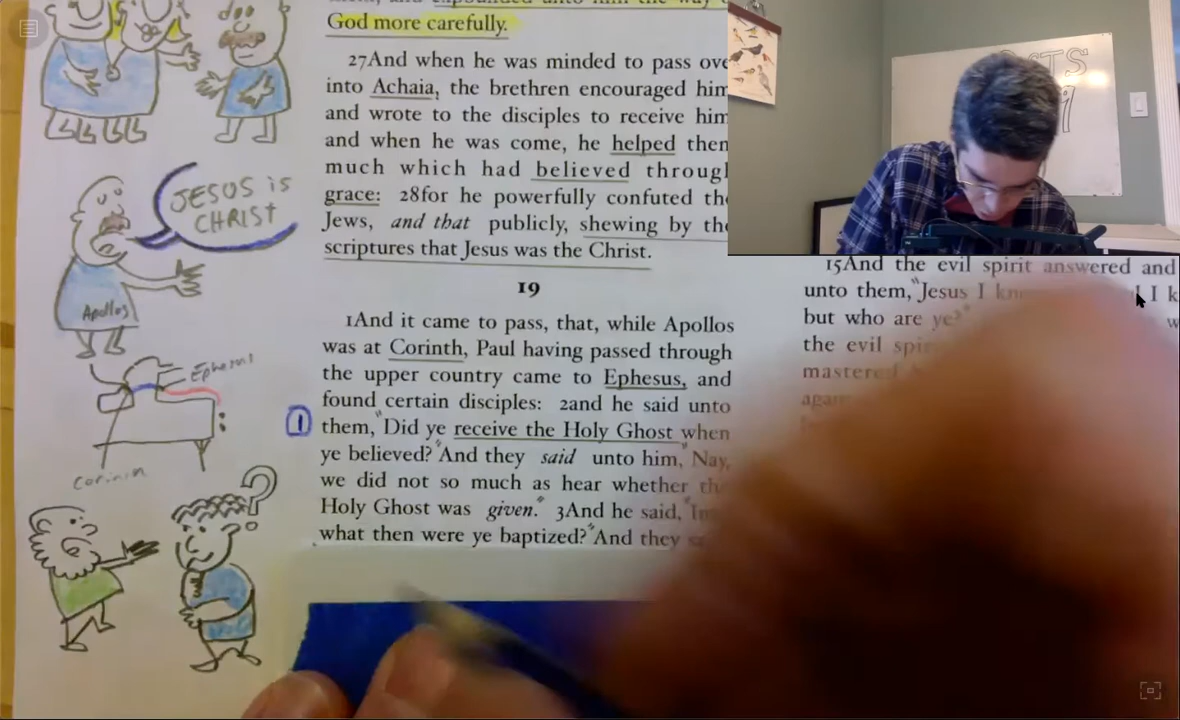 God more carefully.
27And when he was minded to pass ove
into Achaia, the brethren encouraged him
and wrote to the disciples to receive him
and when he was come, he helped then
much which had believed throug
grace: 28for he powerfully confuted th
Jews, and that publicly, shewing by the
scriptures that Jesus was the Christ.
19
1And it came to pass, that, while Apollos
was at Corinth, Paul having passed through
the upper country came to Ephesus, and
found certain disciples: 2and he said unto
them, "Did ye receive the Holy Ghost when
ye believed?" And they said unto him, "Nay,
we did not so much as hear whether th
Holy Ghost was given." 3And he said,
what then were ye baptized?" And they
1
JESUS is
CHRIST
Apollos
Corinth
15And the evil spirit answered and
unto them, "Jesus I I k
but who are ye?"
the evil
mastered
STS